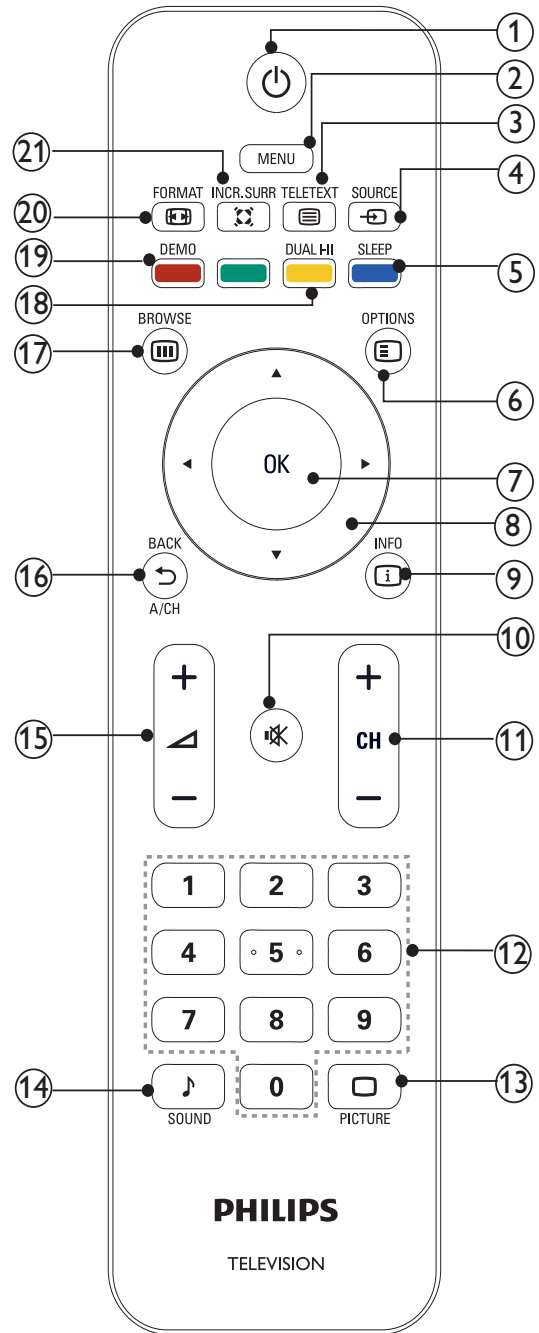 1
2
MENU
3
21
4
FORMAT INCR.SURR TELETEXT SOURCE
20
19
DEMO DUAL I-II SLEEP
5
18
BROWSE OPTIONS
17
6
OK
7
8
BACK INFO
16
i
9
A/CH
10
+ +
15
CH
11
− −
1 2 3
4 5 6
12
7 8 9
14
0
13
SOUND PICTURE
PHILIPS
TELEVISION